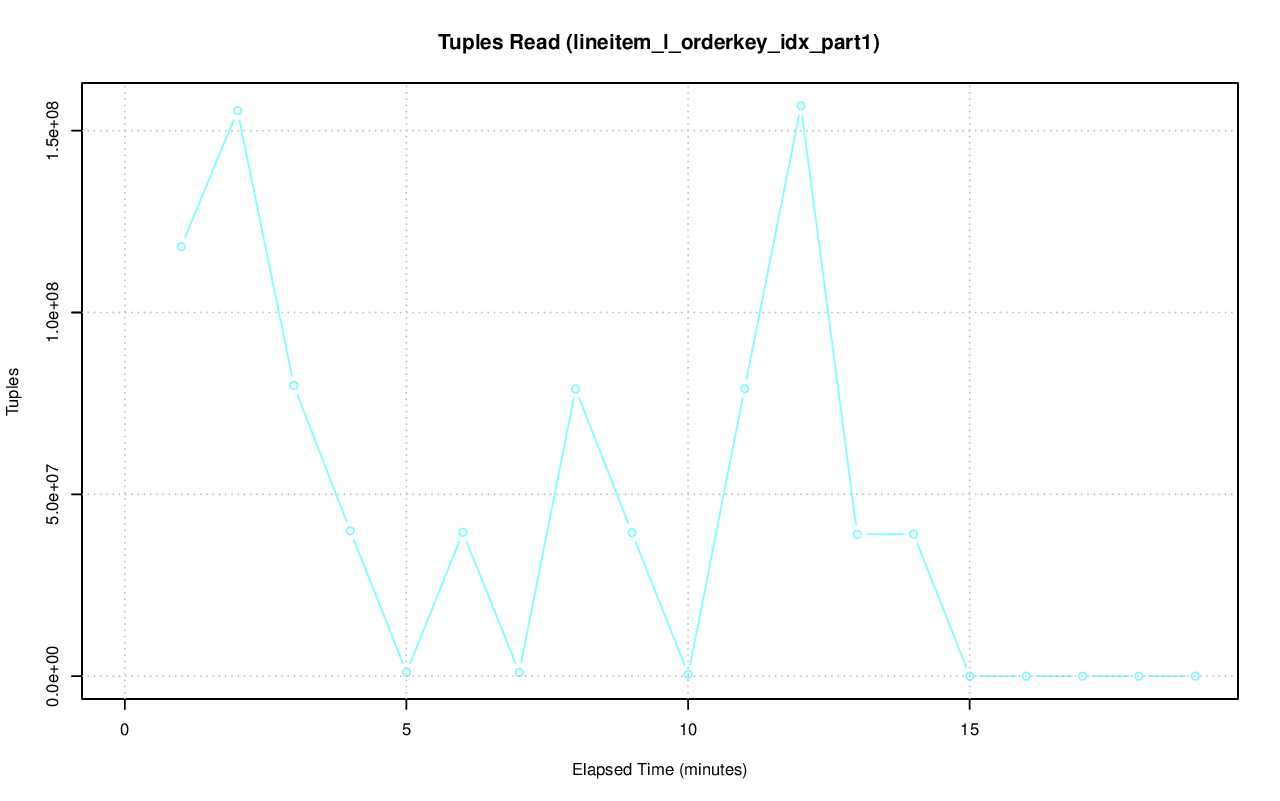 Tuples Read (lineitem_l_orderkey_idx_part1)
1.5e+08
1.0e+08
5.0e+07
0.0e+00
Tuples
0 5 10 15
Elapsed Time (minutes)